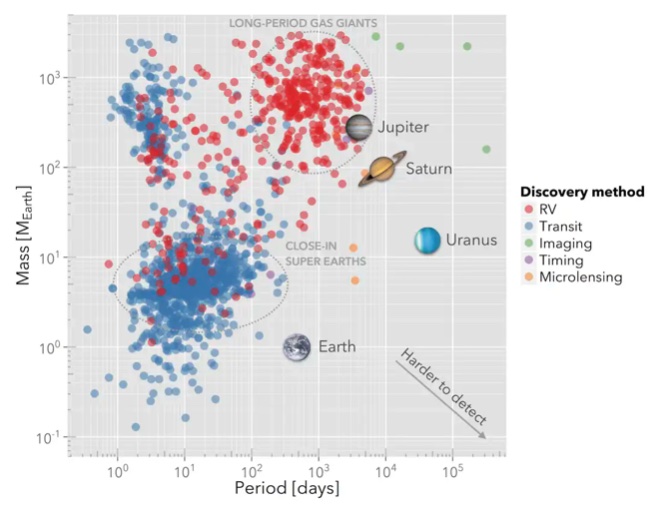 LONG-PERIOD GAS GIANTS
10³
Jupiter
10²
Saturn
Mass [MEarth]
Discovery method
RV
Transit
Imaging
Timing
Microlensing
10¹
CLOSE-IN
SUPER EARTHS
Uranus
10⁰
Earth
Harder to detect
10⁻¹
10⁰ 10¹ 10² 10³ 10⁴ 10⁵
Period [days]